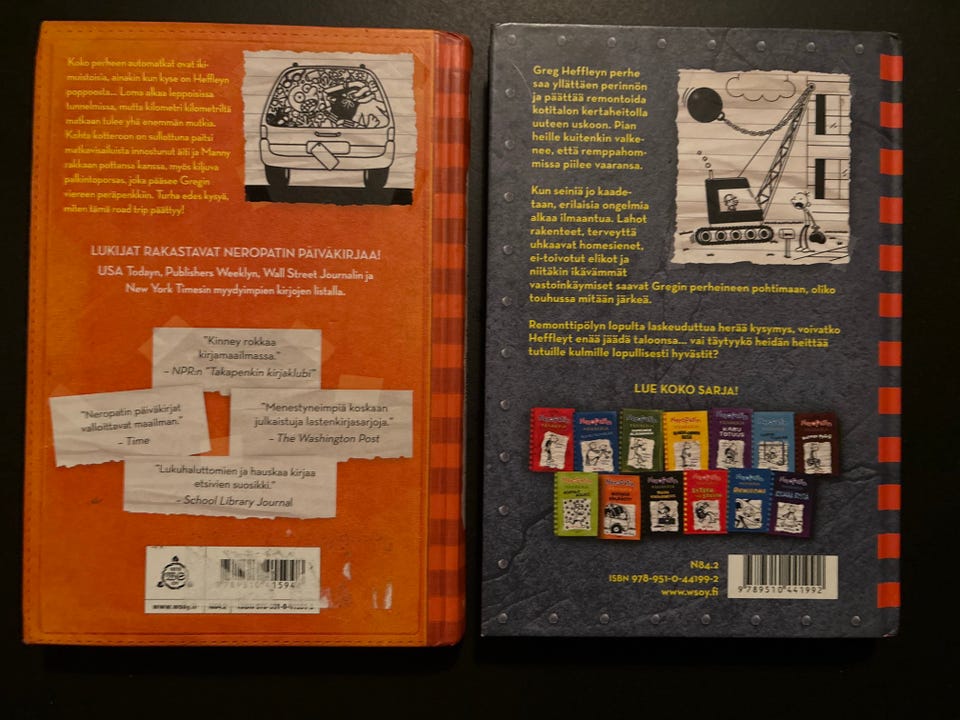 Koko perheen automatkat ovat iki-
muistoisia, ainakin kun kyse on Heffleyn
poppoosta... Loma alkaa leppoisissa
tunnelmissa, mutta kilometri kilometriltä
matkaan tulee yhä enemmän mutkia.
Kohta kotteroon on sullottuna paitsi
matkavisailuista innostunut äiti ja Manny
rakkaan pottansa kanssa, myös kiljuva
palkintoporsas, joka pääsee Gregin
viereen peräpenkkiin. Turha edes kysyä,
miten tämä road trip päättyy!
LUKIJAT RAKASTAVAT NEROPATIN PÄIVÄKIRJAA!
USA Todayn, Publishers Weeklyn, Wall Street Journalin ja
New York Timesin myydyimpien kirjojen listalla.
"Kinney rokkaa
kirjamaailmassa."
– NPR:n "Takapenkin kirjaklubi"
"Neropatin päiväkirjat
valloittavat maailman."
– Time
"Menestyneimpiä koskaan
julkaistuja lastenkirjasarjoja."
– The Washington Post
"Lukuhaluttomien ja hauskaa kirjaa
etsivien suosikki."
– School Library Journal
www.wsoy.fi
Greg Heffleyn perhe
saa yllättäen perinnön
ja päättää remontoida
kotitalon kertaheitolla
uuteen uskoon. Pian
heille kuitenkin valke-
nee, että remppahom-
missa piilee vaaransa.
Kun seiniä jo kaade-
taan, erilaisia ongelmia
alkaa ilmaantua. Lahot
rakenteet, terveyttä
uhkaavat homesienet,
ei-toivotut elikot ja
niitäkin ikävämmät
vastoinkäymiset saavat Gregin perheineen pohtimaan, oliko
touhussa mitään järkeä.
Remonttipölyn lopulta laskeuduttua herää kysymys, voivatko
Heffleyt enää jäädä taloonsa... vai täytyykö heidän heittää
tutuille kulmille lopullisesti hyvästit?
LUE KOKO SARJA!
KARU
TOTUUS
N84.2
ISBN 978-951-0-44199-2
www.wsoy.fi
9 789510 441992